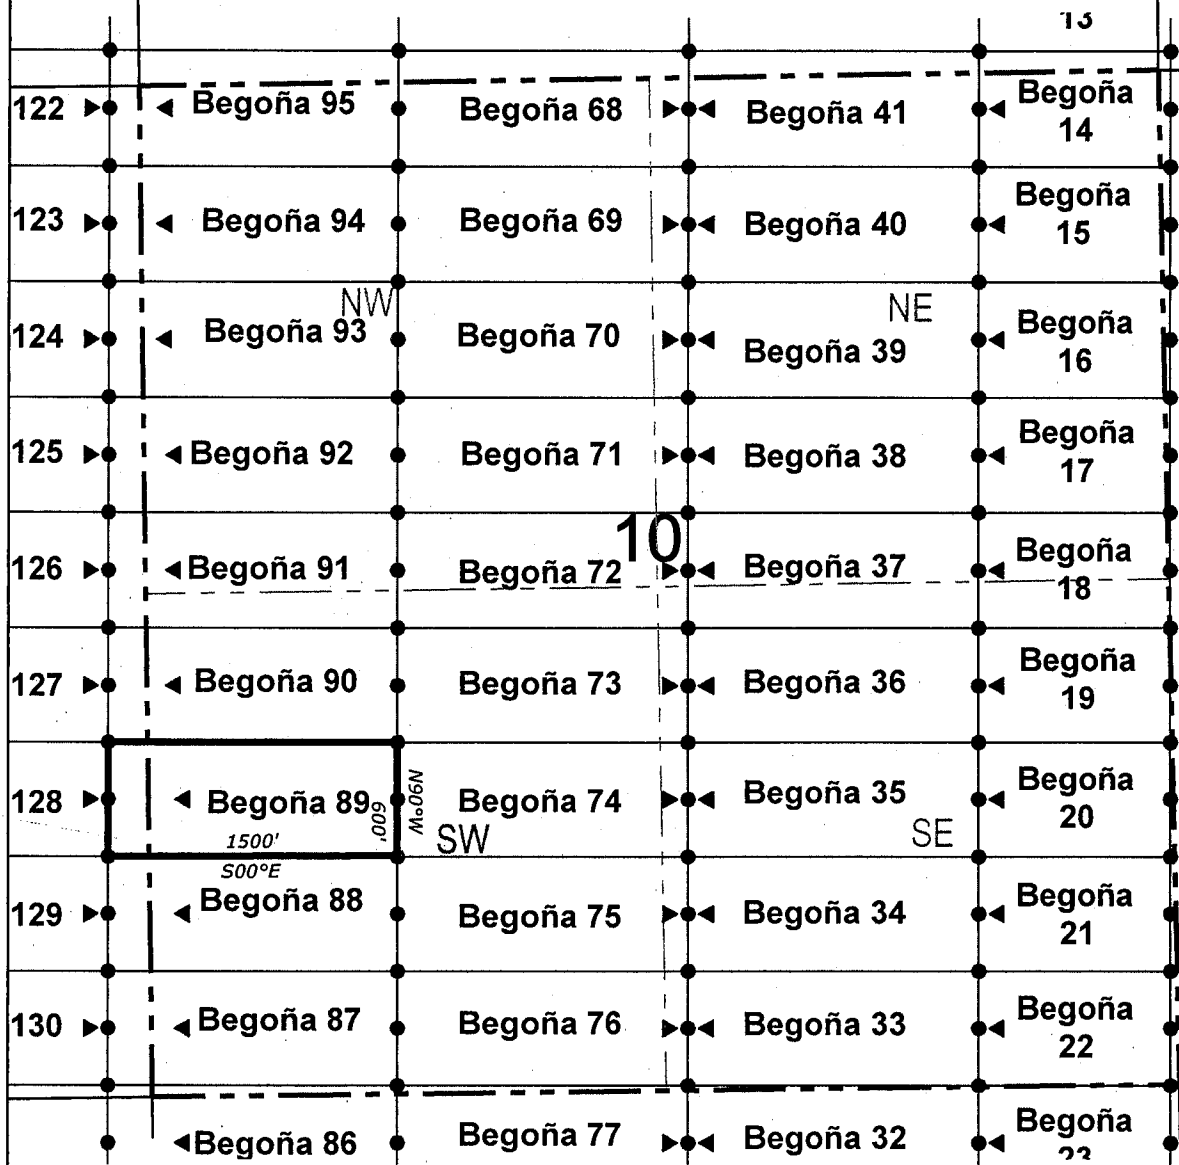 13
122 Begoña 95 Begoña 68 Begoña 41 Begoña
14
123 Begoña 94 Begoña 69 Begoña 40 Begoña
15
NW NE
124 Begoña 93 Begoña 70 Begoña 39 Begoña
16
125 Begoña 92 Begoña 71 Begoña 38 Begoña
17
10
126 Begoña 91 Begoña 72 Begoña 37 Begoña
18
127 Begoña 90 Begoña 73 Begoña 36 Begoña
19
128 Begoña 89 600' N90°W Begoña 74 Begoña 35 Begoña
20
1500' SW SE
S00°E
129 Begoña 88 Begoña 75 Begoña 34 Begoña
21
130 Begoña 87 Begoña 76 Begoña 33 Begoña
22
Begoña 86 Begoña 77 Begoña 32 Begoña
23